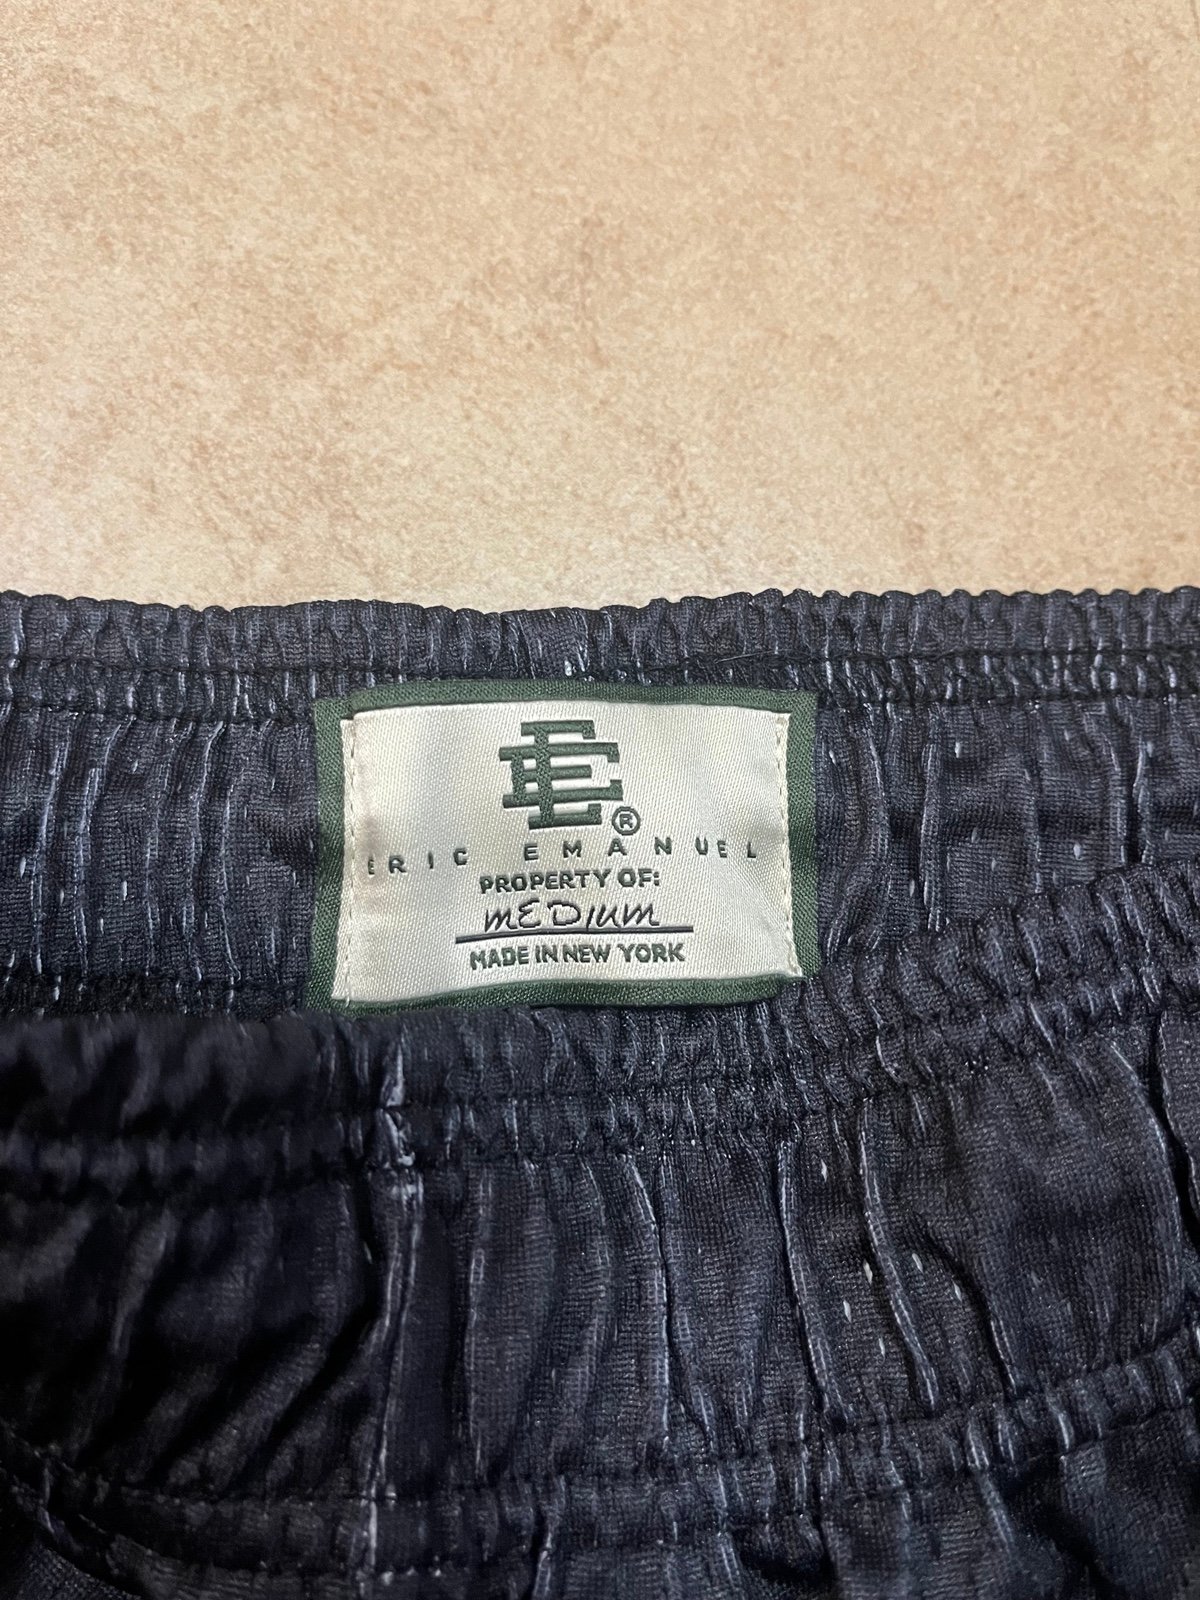 EE
®
ERIC EMANUEL
PROPERTY OF:
mEDIUM
MADE IN NEW YORK